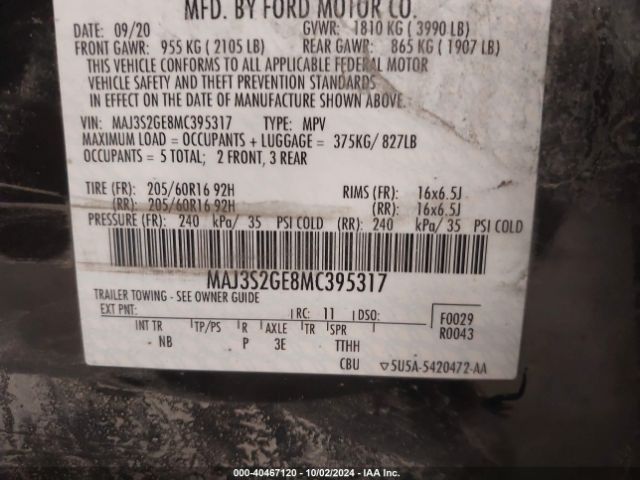 MFD. BY FORD MOTOR CO.
DATE: 09/20 GVWR: 1810 KG ( 3990 LB)
FRONT GAWR: 955 KG ( 2105 LB) REAR GAWR: 865 KG ( 1907 LB)
THIS VEHICLE CONFORMS TO ALL APPLICABLE FEDERAL MOTOR
VEHICLE SAFETY AND THEFT PREVENTION STANDARDS
IN EFFECT ON THE DATE OF MANUFACTURE SHOWN ABOVE.
VIN: MAJ3S2GE8MC395317 TYPE: MPV
MAXIMUM LOAD = OCCUPANTS + LUGGAGE = 375KG/ 827LB
OCCUPANTS = 5 TOTAL; 2 FRONT, 3 REAR
TIRE (FR): 205/60R16 92H RIMS (FR): 16x6.5J
(RR): 205/60R16 92H (RR): 16x6.5J
PRESSURE (FR): 240 kPa/ 35 PSI COLD (RR): 240 kPa/ 35 PSI COLD
MAJ3S2GE8MC395317
TRAILER TOWING - SEE OWNER GUIDE
EXT PNT: RC: 11 DSO: F0029
R0043
INT TR TP/PS R AXLE TR SPR
NB P 3E TTHH
CBU ▽5U5A-5420472-AA
000-40467120 - 10/02/2024 - IAA Inc.